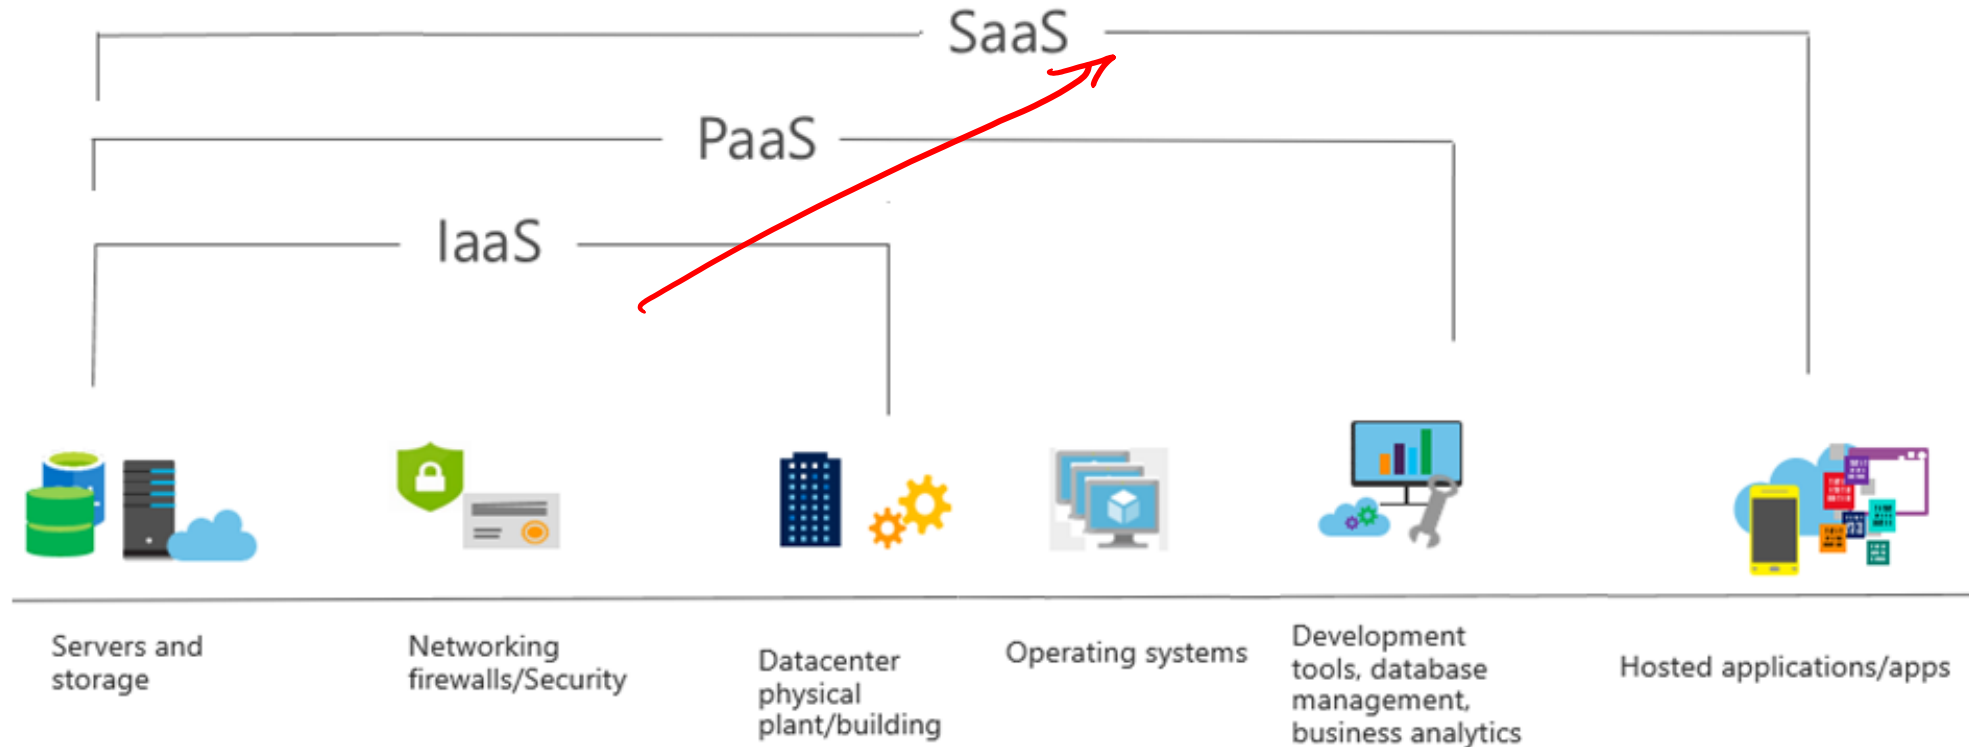 SaaS
PaaS
IaaS
Servers and
storage
Networking
firewalls/Security
Datacenter
physical
plant/building
Operating systems
Development
tools, database
management,
business analytics
Hosted applications/apps